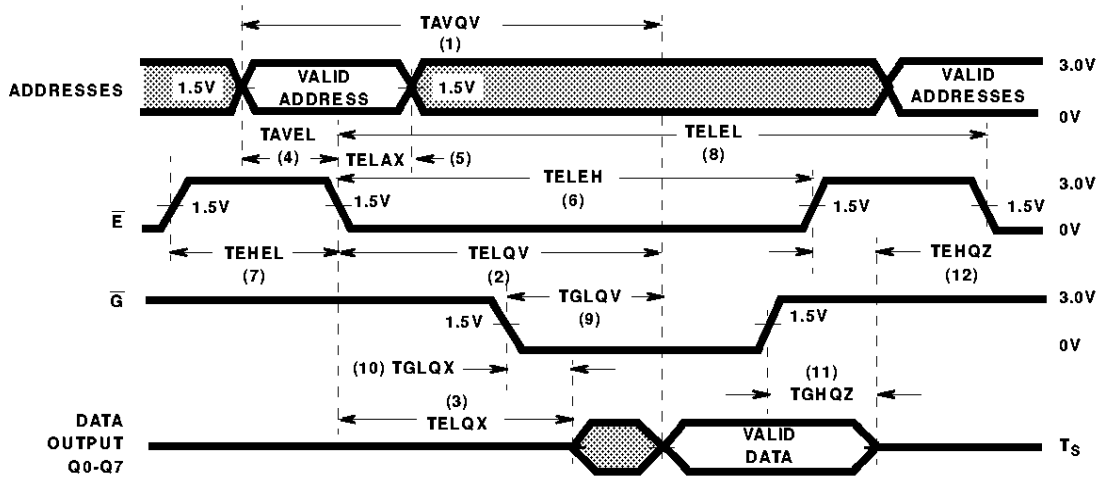 TAVQV
(1)
ADDRESSES
1.5V
VALID
ADDRESS
1.5V
VALID
ADDRESSES
3.0V
0V
TAVEL
(4)
TELAX
(5)
TELEL
(8)
E
1.5V
1.5V
TELEH
(6)
1.5V
1.5V
3.0V
0V
TEHEL
(7)
TELQV
(2)
TEHQZ
(12)
G
1.5V
TGLQV
(9)
1.5V
3.0V
0V
(10) TGLQX
(11)
TGHQZ
(3)
TELQX
DATA
OUTPUT
Q0-Q7
VALID
DATA
TS